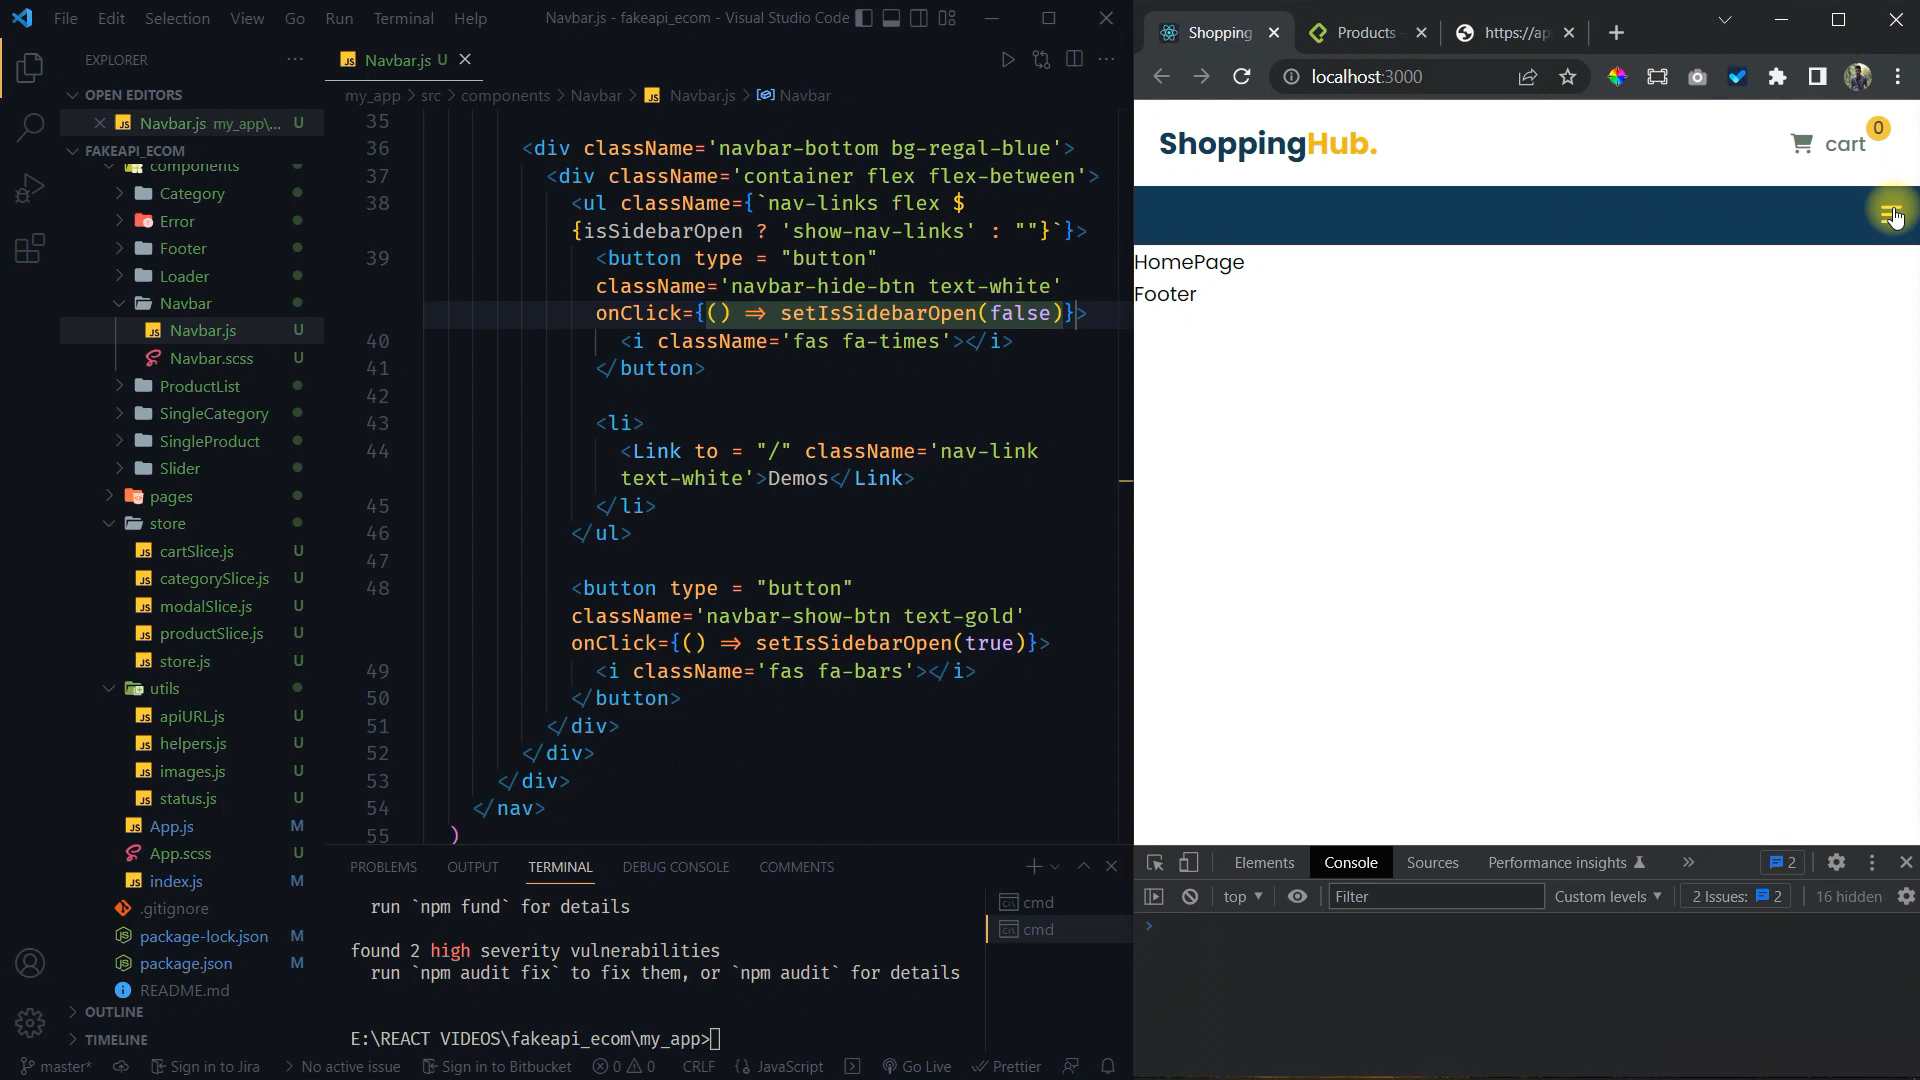 File Edit Selection View Go Run Terminal Help
Navbar.js - fakeapi_ecom - Visual Studio Code
EXPLORER
OPEN EDITORS
Navbar.js my_app\... U
FAKEAPI_ECOM
components
Category
Error
Footer
Loader
Navbar
Navbar.js U
Navbar.scss U
ProductList
SingleCategory
SingleProduct
Slider
pages
store
cartSlice.js U
categorySlice.js U
modalSlice.js U
productSlice.js U
store.js U
utils
apiURL.js U
helpers.js U
images.js U
status.js U
App.js M
App.scss U
index.js M
.gitignore
package-lock.json M
package.json M
README.md
OUTLINE
TIMELINE
Navbar.js U
my_app > src > components > Navbar > Navbar.js > Navbar
35
36 <div className='navbar-bottom bg-regal-blue'>
37 <div className='container flex flex-between'>
38 <ul className={`nav-links flex $
{isSidebarOpen ? 'show-nav-links' : ""}`}>
39 <button type = "button"
className='navbar-hide-btn text-white'
onClick={() => setIsSidebarOpen(false)}>
40 <i className='fas fa-times'></i>
41 </button>
42
43 <li>
44 <Link to = "/" className='nav-link
text-white'>Demos</Link>
45 </li>
46 </ul>
47
48 <button type = "button"
className='navbar-show-btn text-gold'
onClick={() => setIsSidebarOpen(true)}>
49 <i className='fas fa-bars'></i>
50 </button>
51 </div>
52 </div>
53 </div>
54 </nav>
55 )
PROBLEMS OUTPUT TERMINAL DEBUG CONSOLE COMMENTS
run `npm fund` for details
found 2 high severity vulnerabilities
run `npm audit fix` to fix them, or `npm audit` for details
E:\REACT VIDEOS\fakeapi_ecom\my_app>
cmd
cmd
master* Sign in to Jira No active issue Sign in to Bitbucket 0 0 CRLF JavaScript Go Live Prettier
Shopping Products https://ap
localhost:3000
ShoppingHub.
cart 0
HomePage
Footer
Elements Console Sources Performance insights 2
top Filter Custom levels 2 Issues: 2 16 hidden